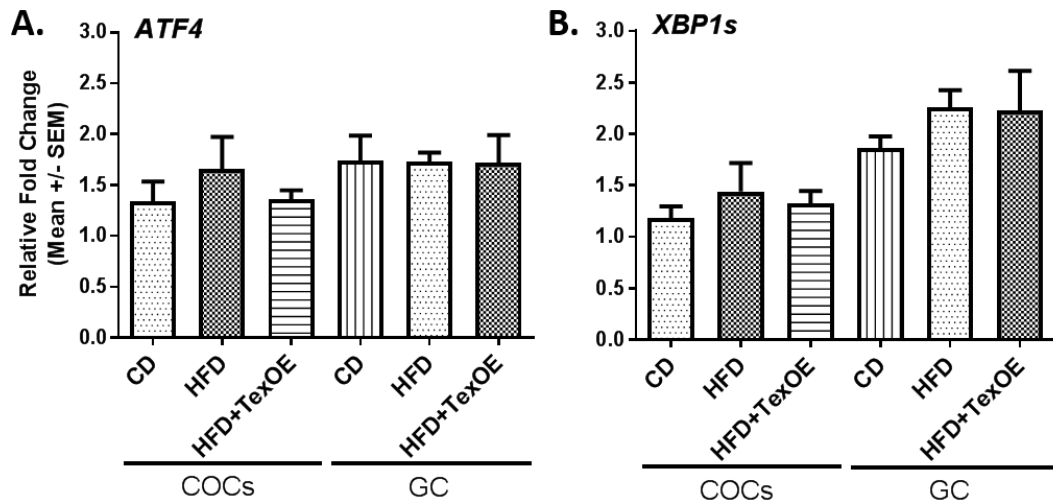 A.
ATF4
Relative Fold Change
(Mean +/- SEM)
3.0
2.5
2.0
1.5
1.0
0.5
0.0
CD
HFD
HFD+TexOE
CD
HFD
HFD+TexOE
COCs
GC
B.
XBP1s
3.0
2.5
2.0
1.5
1.0
0.5
0.0
CD
HFD
HFD+TexOE
CD
HFD
HFD+TexOE
COCs
GC